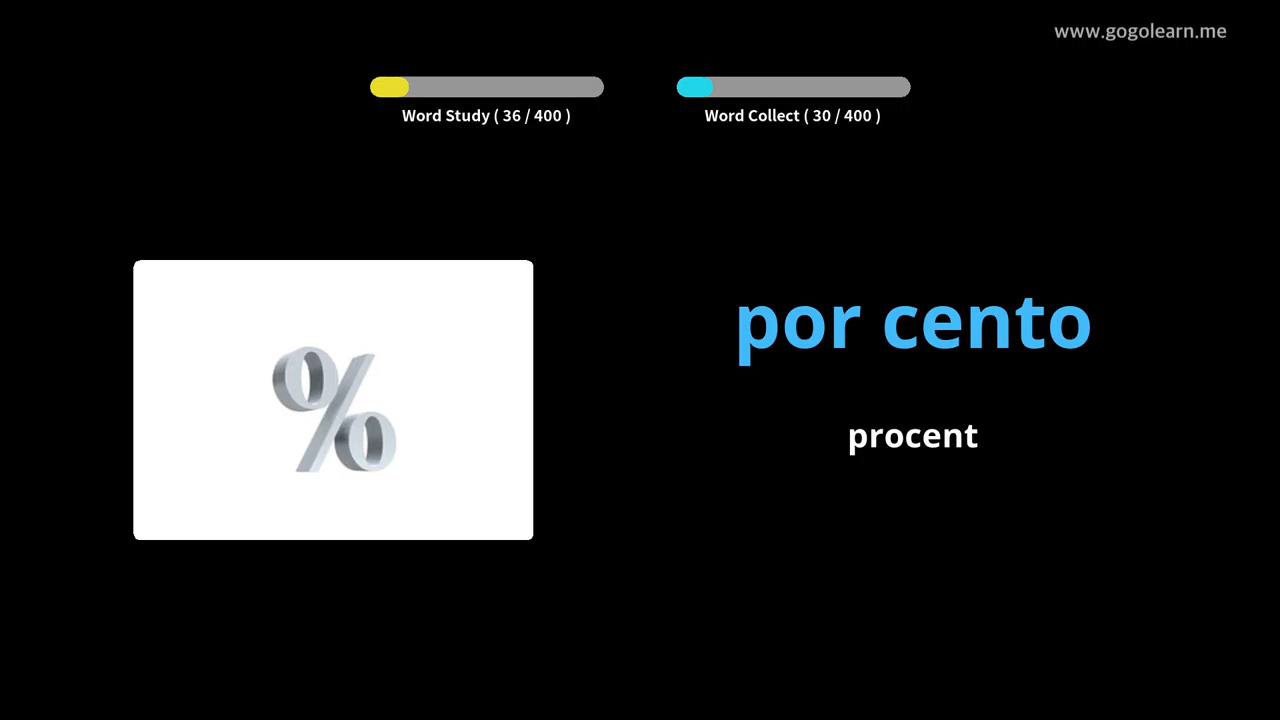 www.gogolearn.me
Word Study ( 36 / 400 )
Word Collect ( 30 / 400 )
%
por cento
procent